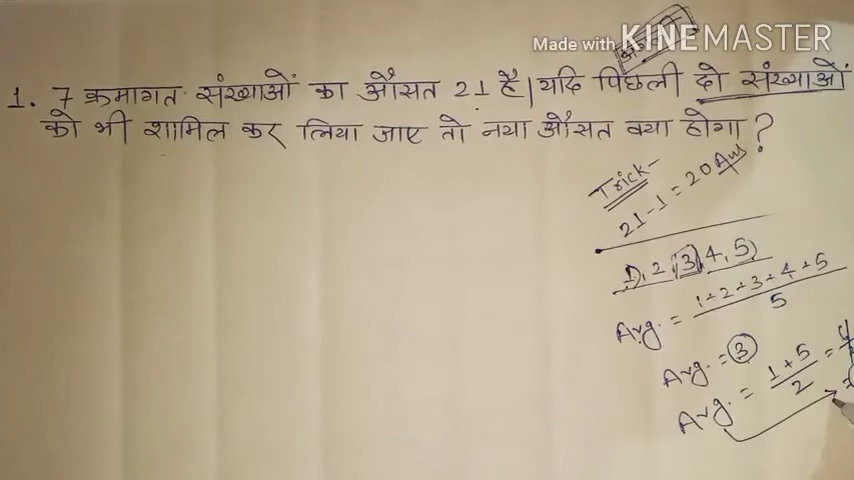 Made with KINEMASTER
1. 7 क्रमागत संख्याओं का औसत 21 है | यदि पिछली दो संख्याओं
को भी शामिल कर लिया जाए तो नया औसत क्या होगा ?
Trick-
21-1 = 20 Ans
1, 2, 3, 4, 5
Avg. = 1+2+3+4+5 / 5
Avg. = 3
Avg. = 1+5 / 2 =